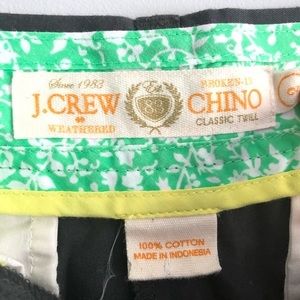 Since 1983
Est.
BROKEN-IN
J.CREW
83
CHINO
WEATHERED
CLASSIC TWILL
100% COTTON
MADE IN INDONESIA